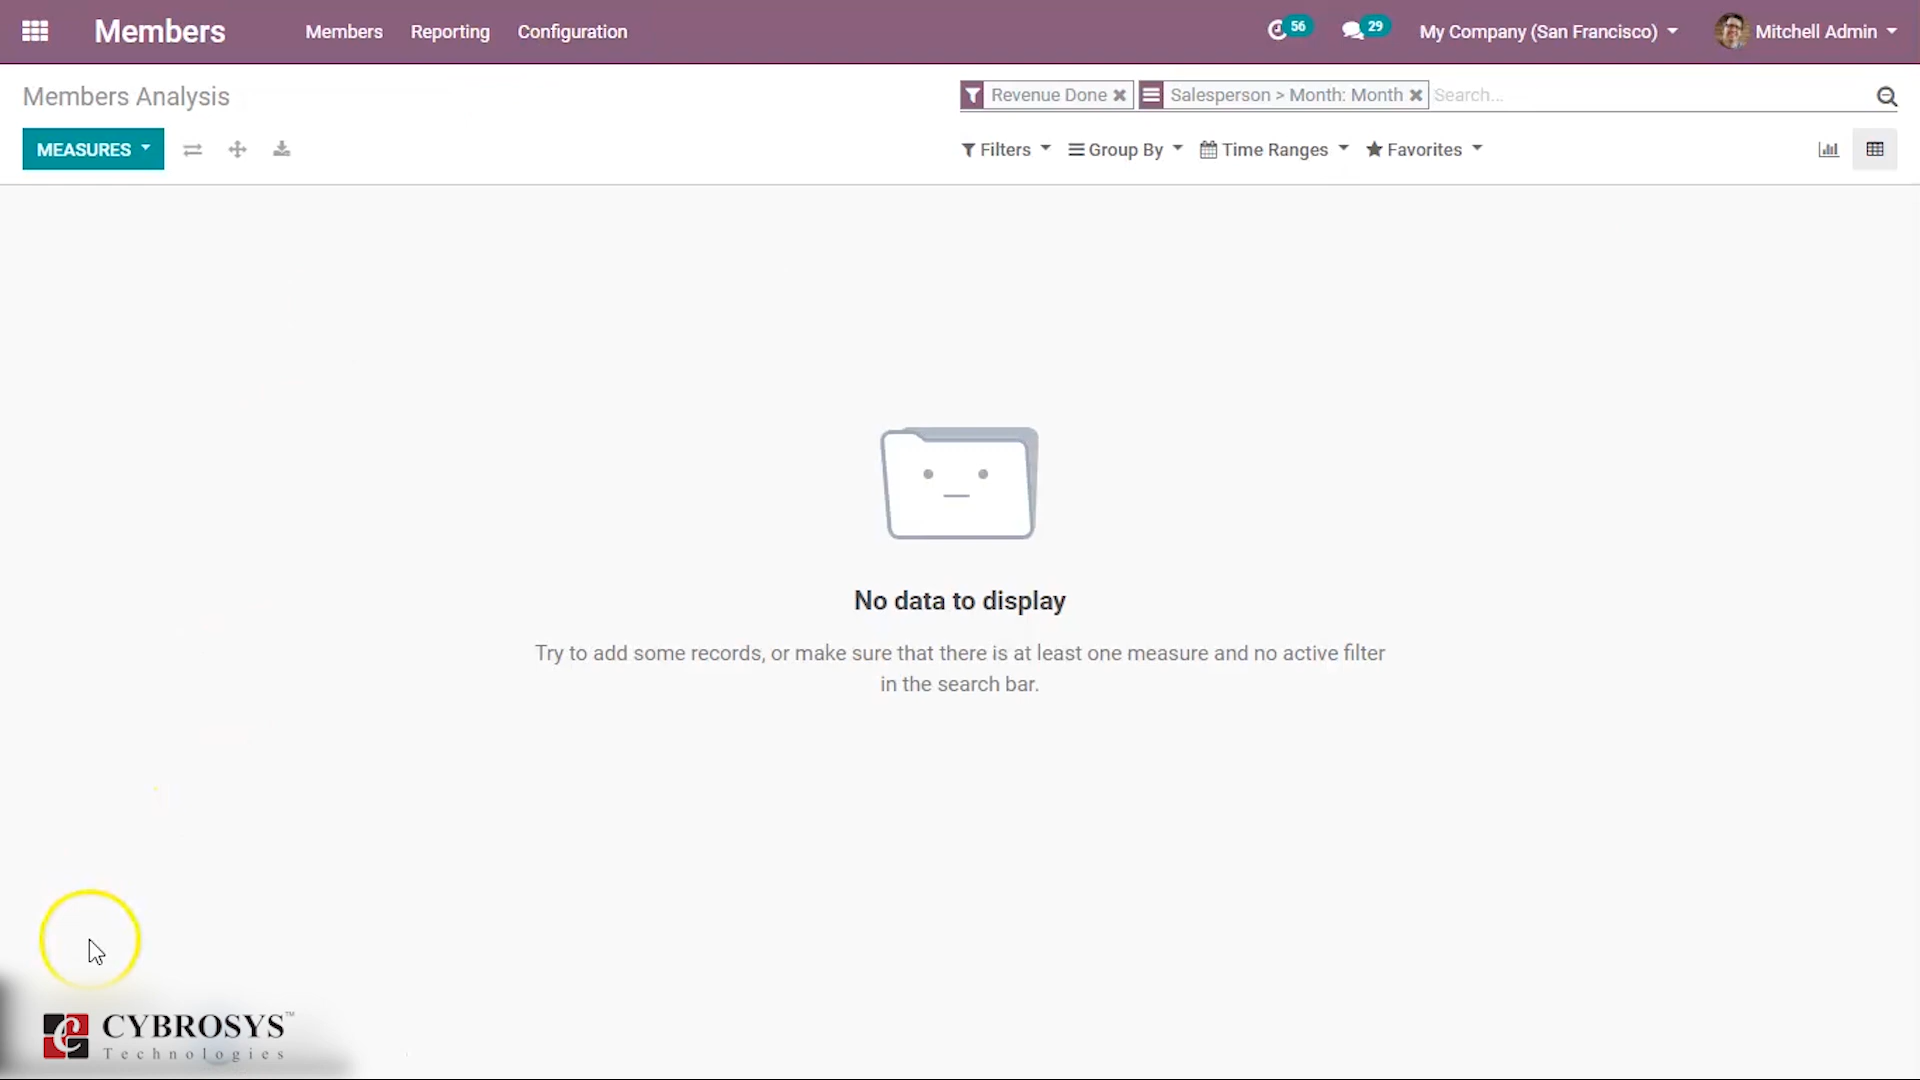 Members
Members Reporting Configuration
56
29
My Company (San Francisco)
Mitchell Admin
Members Analysis
Revenue Done
Salesperson > Month: Month
Search...
MEASURES
Filters
Group By
Time Ranges
Favorites
No data to display
Try to add some records, or make sure that there is at least one measure and no active filter
in the search bar.
CYBROSYS™
Technologies